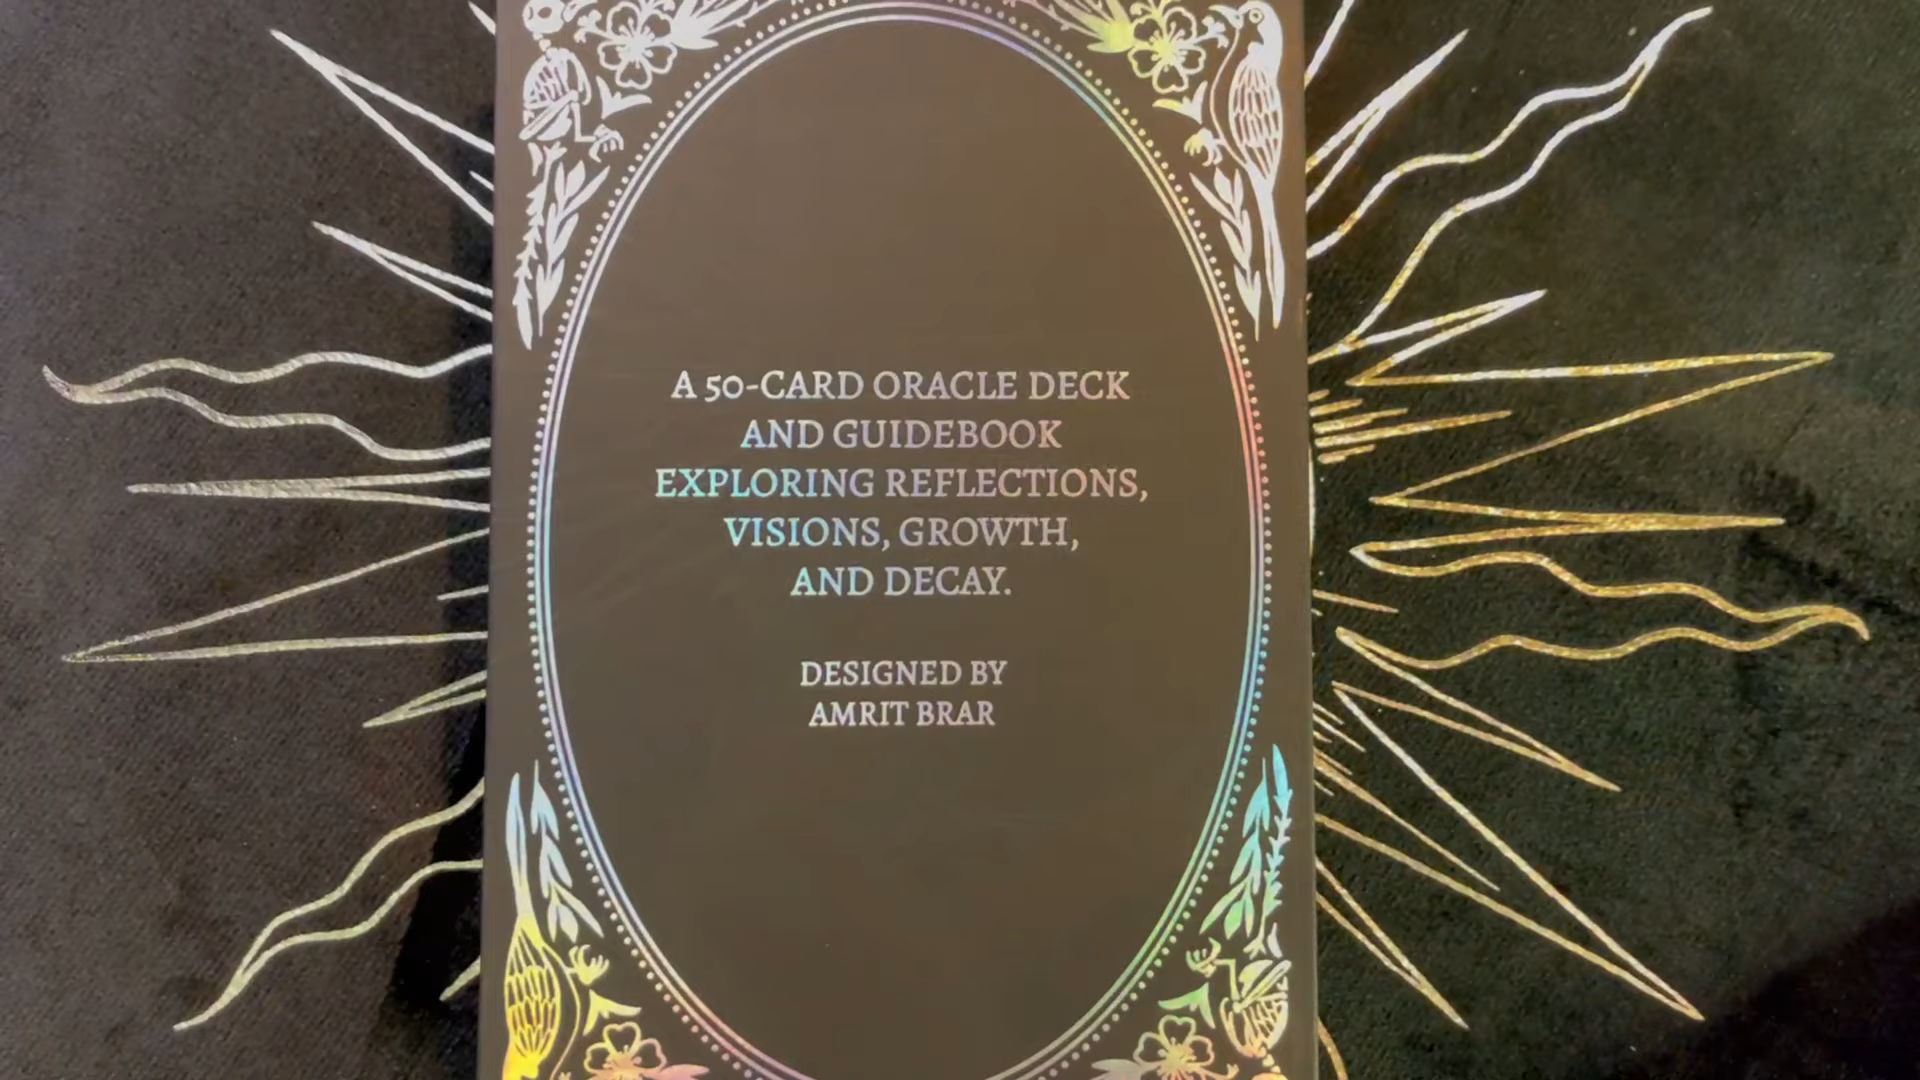 A 50-CARD ORACLE DECK
AND GUIDEBOOK
EXPLORING REFLECTIONS,
VISIONS, GROWTH,
AND DECAY.
DESIGNED BY
AMRIT BRAR